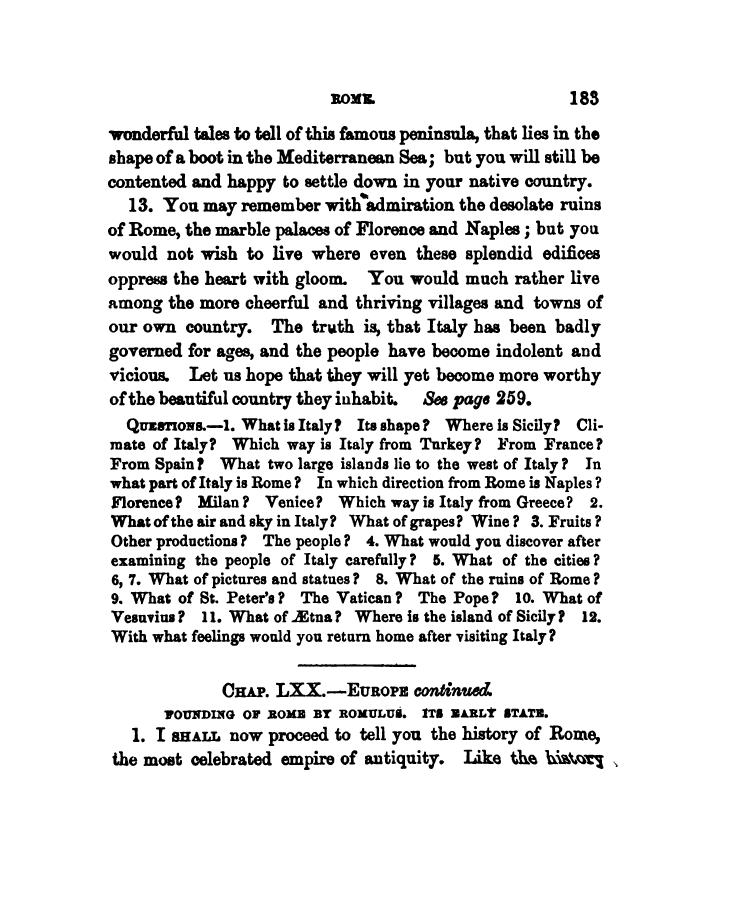 ROME. 183
wonderful tales to tell of this famous peninsula, that lies in the
shape of a boot in the Mediterranean Sea; but you will still be
contented and happy to settle down in your native country.
13. You may remember with admiration the desolate ruins
of Rome, the marble palaces of Florence and Naples; but you
would not wish to live where even these splendid edifices
oppress the heart with gloom. You would much rather live
among the more cheerful and thriving villages and towns of
our own country. The truth is, that Italy has been badly
governed for ages, and the people have become indolent and
vicious. Let us hope that they will yet become more worthy
of the beautiful country they inhabit. See page 259.
QUESTIONS.—1. What is Italy? Its shape? Where is Sicily? Cli-
mate of Italy? Which way is Italy from Turkey? From France?
From Spain? What two large islands lie to the west of Italy? In
what part of Italy is Rome? In which direction from Rome is Naples?
Florence? Milan? Venice? Which way is Italy from Greece? 2.
What of the air and sky in Italy? What of grapes? Wine? 3. Fruits?
Other productions? The people? 4. What would you discover after
examining the people of Italy carefully? 5. What of the cities?
6, 7. What of pictures and statues? 8. What of the ruins of Rome?
9. What of St. Peter's? The Vatican? The Pope? 10. What of
Vesuvius? 11. What of Ætna? Where is the island of Sicily? 12.
With what feelings would you return home after visiting Italy?
CHAP. LXX.—EUROPE continued.
FOUNDING OF ROME BY ROMULUS. ITS EARLY STATE.
1. I SHALL now proceed to tell you the history of Rome,
the most celebrated empire of antiquity. Like the history